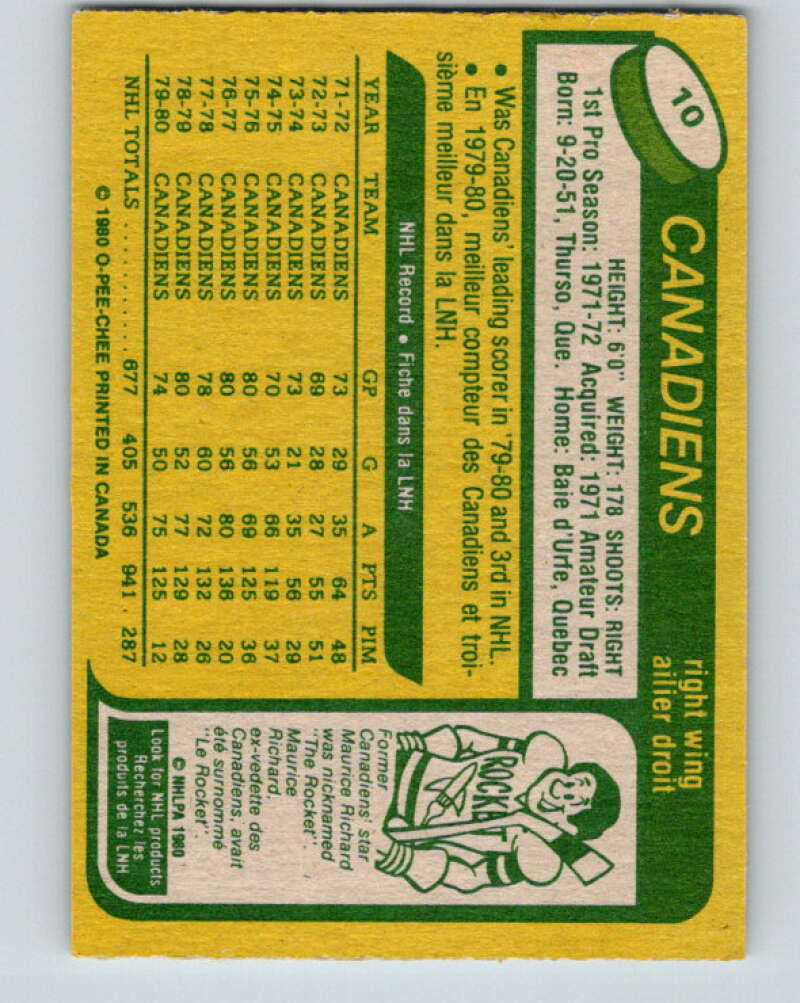 10
CANADIENS
right wing
ailier droit
HEIGHT: 6'0" WEIGHT: 178 SHOOTS: RIGHT
1st Pro Season: 1971-72 Acquired: 1971 Amateur Draft
Born: 9-20-51, Thurso, Que. Home: Baie d'Urfe, Quebec
• Was Canadiens' leading scorer in '79-80 and 3rd in NHL.
• En 1979-80, meilleur compteur des Canadiens et troi-
sième meilleur dans la LNH.
NHL Record • Fiche dans la LNH
YEAR TEAM GP G A PTS PIM
71-72 CANADIENS 73 29 35 64 48
72-73 CANADIENS 69 28 27 55 51
73-74 CANADIENS 73 21 35 56 29
74-75 CANADIENS 70 53 66 119 37
75-76 CANADIENS 80 56 69 125 36
76-77 CANADIENS 80 56 80 136 20
77-78 CANADIENS 78 60 72 132 26
78-79 CANADIENS 80 52 77 129 28
79-80 CANADIENS 74 50 75 125 12
NHL TOTALS . . . . . . . . . . . 677 405 536 941 287
© 1980 O-PEE-CHEE PRINTED IN CANADA
ROCKET
Former
Canadiens' star
Maurice Richard
was nicknamed
"The Rocket".
Maurice
Richard,
ex-vedette des
Canadiens, avait
été surnommé
"Le Rocket".
© NHLPA 1980
Look for NHL products
Recherchez les
produits de la LNH